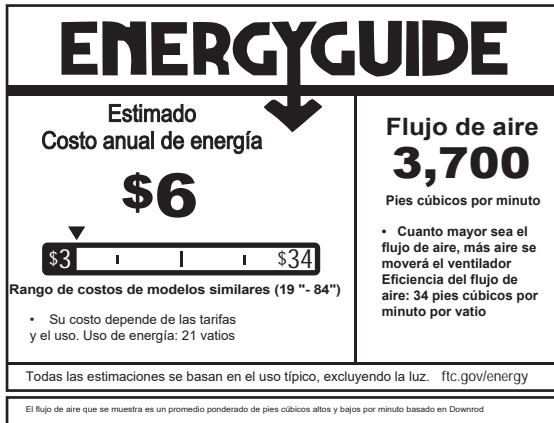 ENERGYGUIDE
Estimado
Costo anual de energía
$6
$3
$34
Rango de costos de modelos similares (19 "- 84")
• Su costo depende de las tarifas
y el uso. Uso de energía: 21 vatios
Flujo de aire
3,700
Pies cúbicos por minuto
• Cuanto mayor sea el
flujo de aire, más aire se
moverá el ventilador
Eficiencia del flujo de
aire: 34 pies cúbicos por
minuto por vatio
Todas las estimaciones se basan en el uso típico, excluyendo la luz. ftc.gov/energy
El flujo de aire que se muestra es un promedio ponderado de pies cúbicos altos y bajos por minuto basado en Downrod